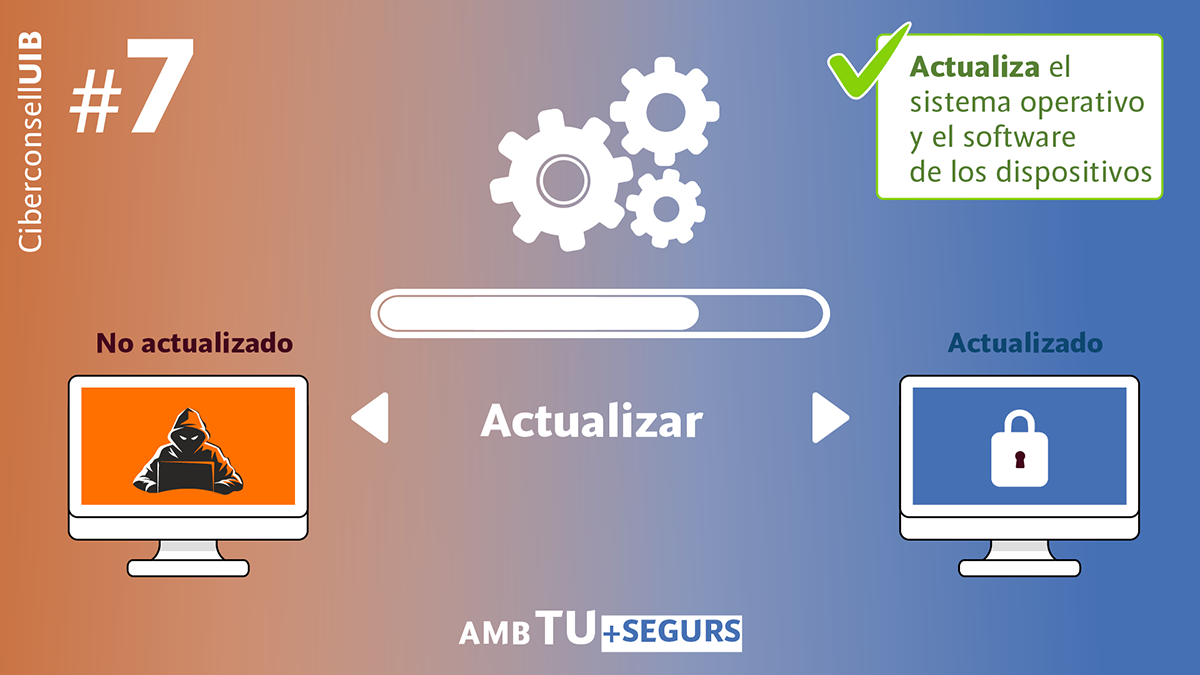 CiberconsellUIB
#7
Actualiza el
sistema operativo
y el software
de los dispositivos
No actualizado
Actualizado
Actualizar
AMB TU +SEGURS